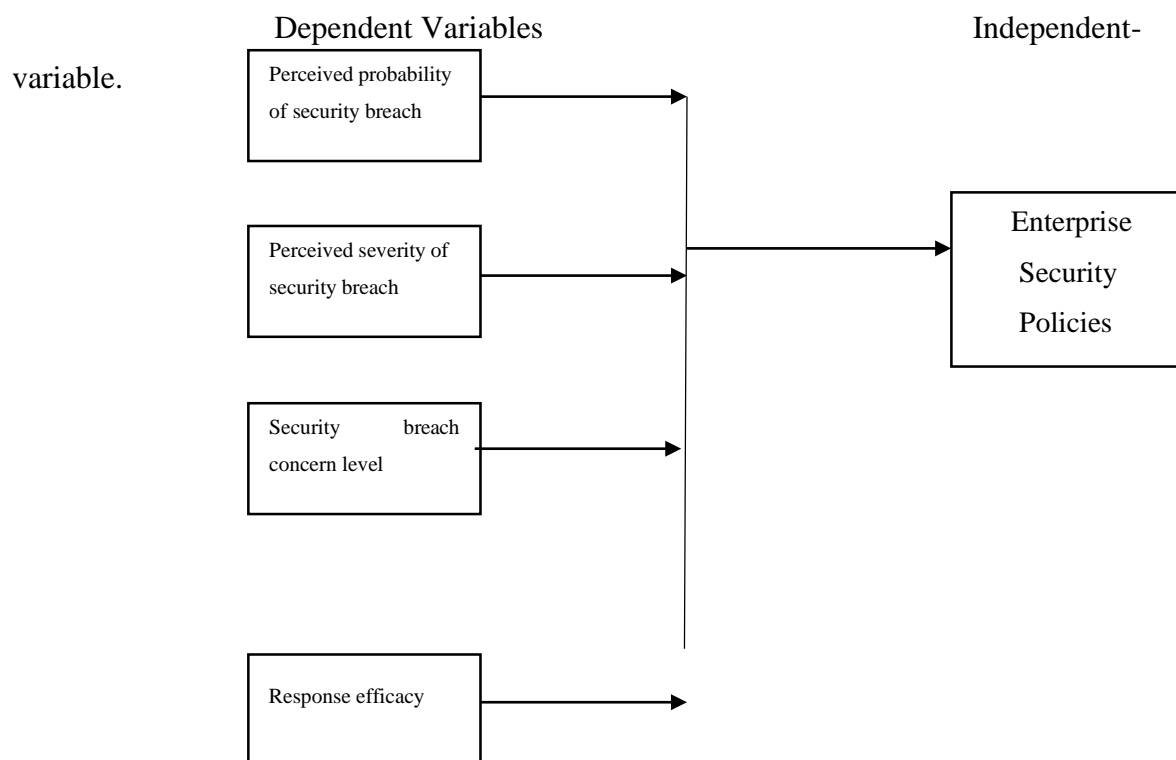 Dependent Variables Independent-
variable.
Perceived probability
of security breach
Perceived severity of
security breach
Security breach
concern level
Response efficacy
Enterprise
Security
Policies